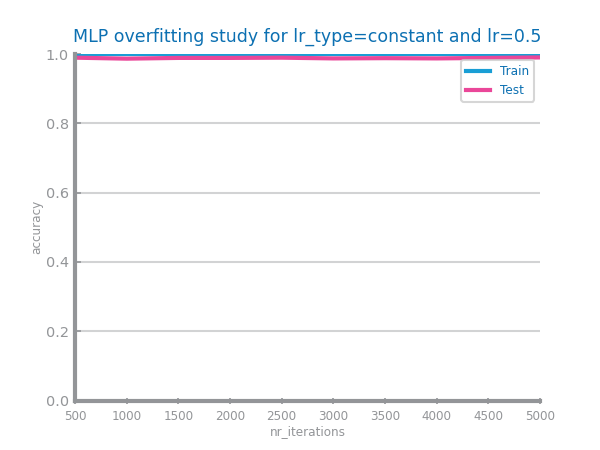 MLP overfitting study for lr_type=constant and lr=0.5
1.0
0.8
0.6
0.4
0.2
0.0
accuracy
Train
Test
500 1000 1500 2000 2500 3000 3500 4000 4500 5000
nr_iterations